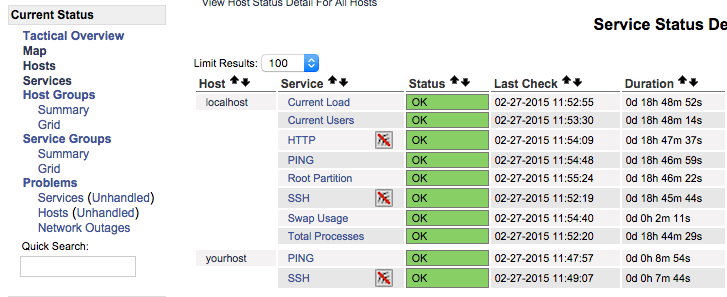 View Host Status Detail For All Hosts
Current Status
Tactical Overview
Map
Hosts
Services
Host Groups
Summary
Grid
Service Groups
Summary
Grid
Problems
Services (Unhandled)
Hosts (Unhandled)
Network Outages
Quick Search:
Service Status De
Limit Results: 100
Host Service Status Last Check Duration
localhost Current Load OK 02-27-2015 11:52:55 0d 18h 48m 52s
Current Users OK 02-27-2015 11:53:30 0d 18h 48m 14s
HTTP OK 02-27-2015 11:54:09 0d 18h 47m 37s
PING OK 02-27-2015 11:54:48 0d 18h 46m 59s
Root Partition OK 02-27-2015 11:55:24 0d 18h 46m 22s
SSH OK 02-27-2015 11:52:19 0d 18h 45m 44s
Swap Usage OK 02-27-2015 11:54:40 0d 0h 2m 11s
Total Processes OK 02-27-2015 11:52:20 0d 18h 44m 29s
yourhost PING OK 02-27-2015 11:47:57 0d 0h 8m 54s
SSH OK 02-27-2015 11:49:07 0d 0h 7m 44s